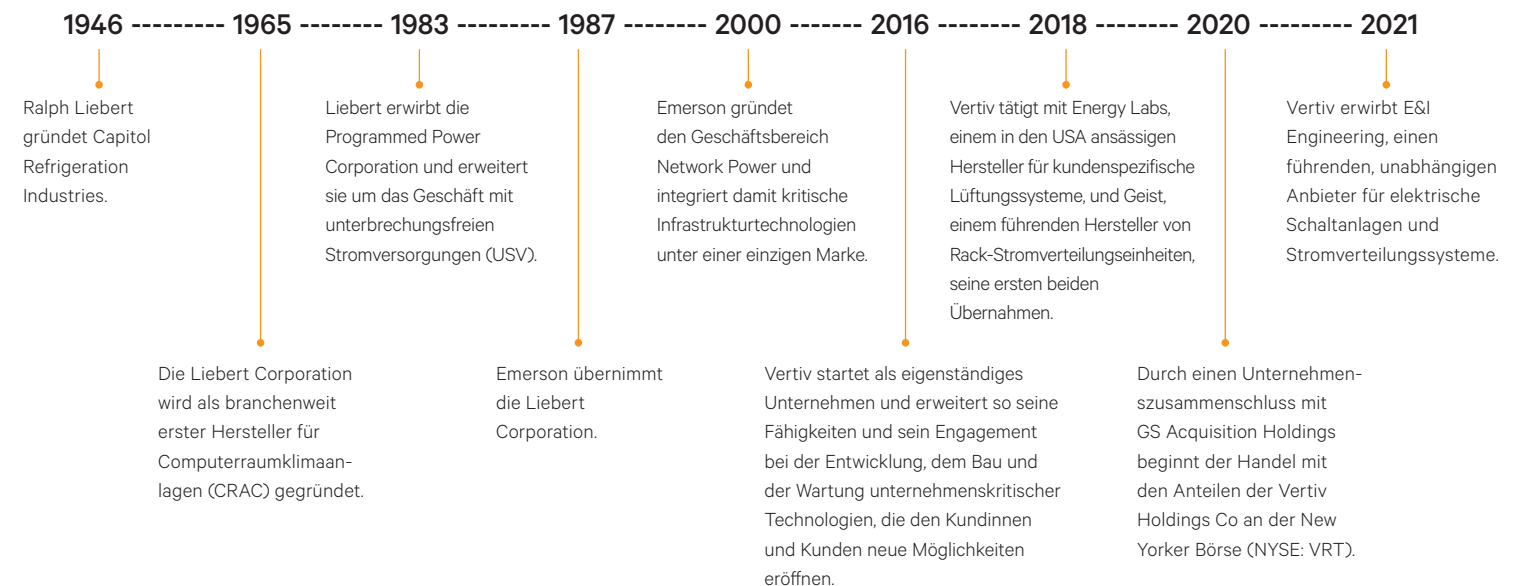 1946 --------- 1965 --------- 1983 --------- 1987 ------- 2000 -------- 2016 ------- 2018 ------- 2020 -------- 2021
Ralph Liebert
gründet Capitol
Refrigeration
Industries.
Die Liebert Corporation
wird als branchenweit
erster Hersteller für
Computerraumklimaan-
lagen (CRAC) gegründet.
Liebert erwirbt die
Programmed Power
Corporation und erweitert
sie um das Geschäft mit
unterbrechungsfreien
Stromversorgungen (USV).
Emerson übernimmt
die Liebert
Corporation.
Emerson gründet
den Geschäftsbereich
Network Power und
integriert damit kritische
Infrastrukturtechnologien
unter einer einzigen Marke.
Vertiv startet als eigenständiges
Unternehmen und erweitert so seine
Fähigkeiten und sein Engagement
bei der Entwicklung, dem Bau und
der Wartung unternehmenskritischer
Technologien, die den Kundinnen
und Kunden neue Möglichkeiten
eröffnen.
Vertiv tätigt mit Energy Labs,
einem in den USA ansässigen
Hersteller für kundenspezifische
Lüftungssysteme, und Geist,
einem führenden Hersteller von
Rack-Stromverteilungseinheiten,
seine ersten beiden
Übernahmen.
Durch einen Unternehmen-
szusammenschluss mit
GS Acquisition Holdings
beginnt der Handel mit
den Anteilen der Vertiv
Holdings Co an der New
Yorker Börse (NYSE: VRT).
Vertiv erwirbt E&I
Engineering, einen
führenden, unabhängigen
Anbieter für elektrische
Schaltanlagen und
Stromverteilungssysteme.